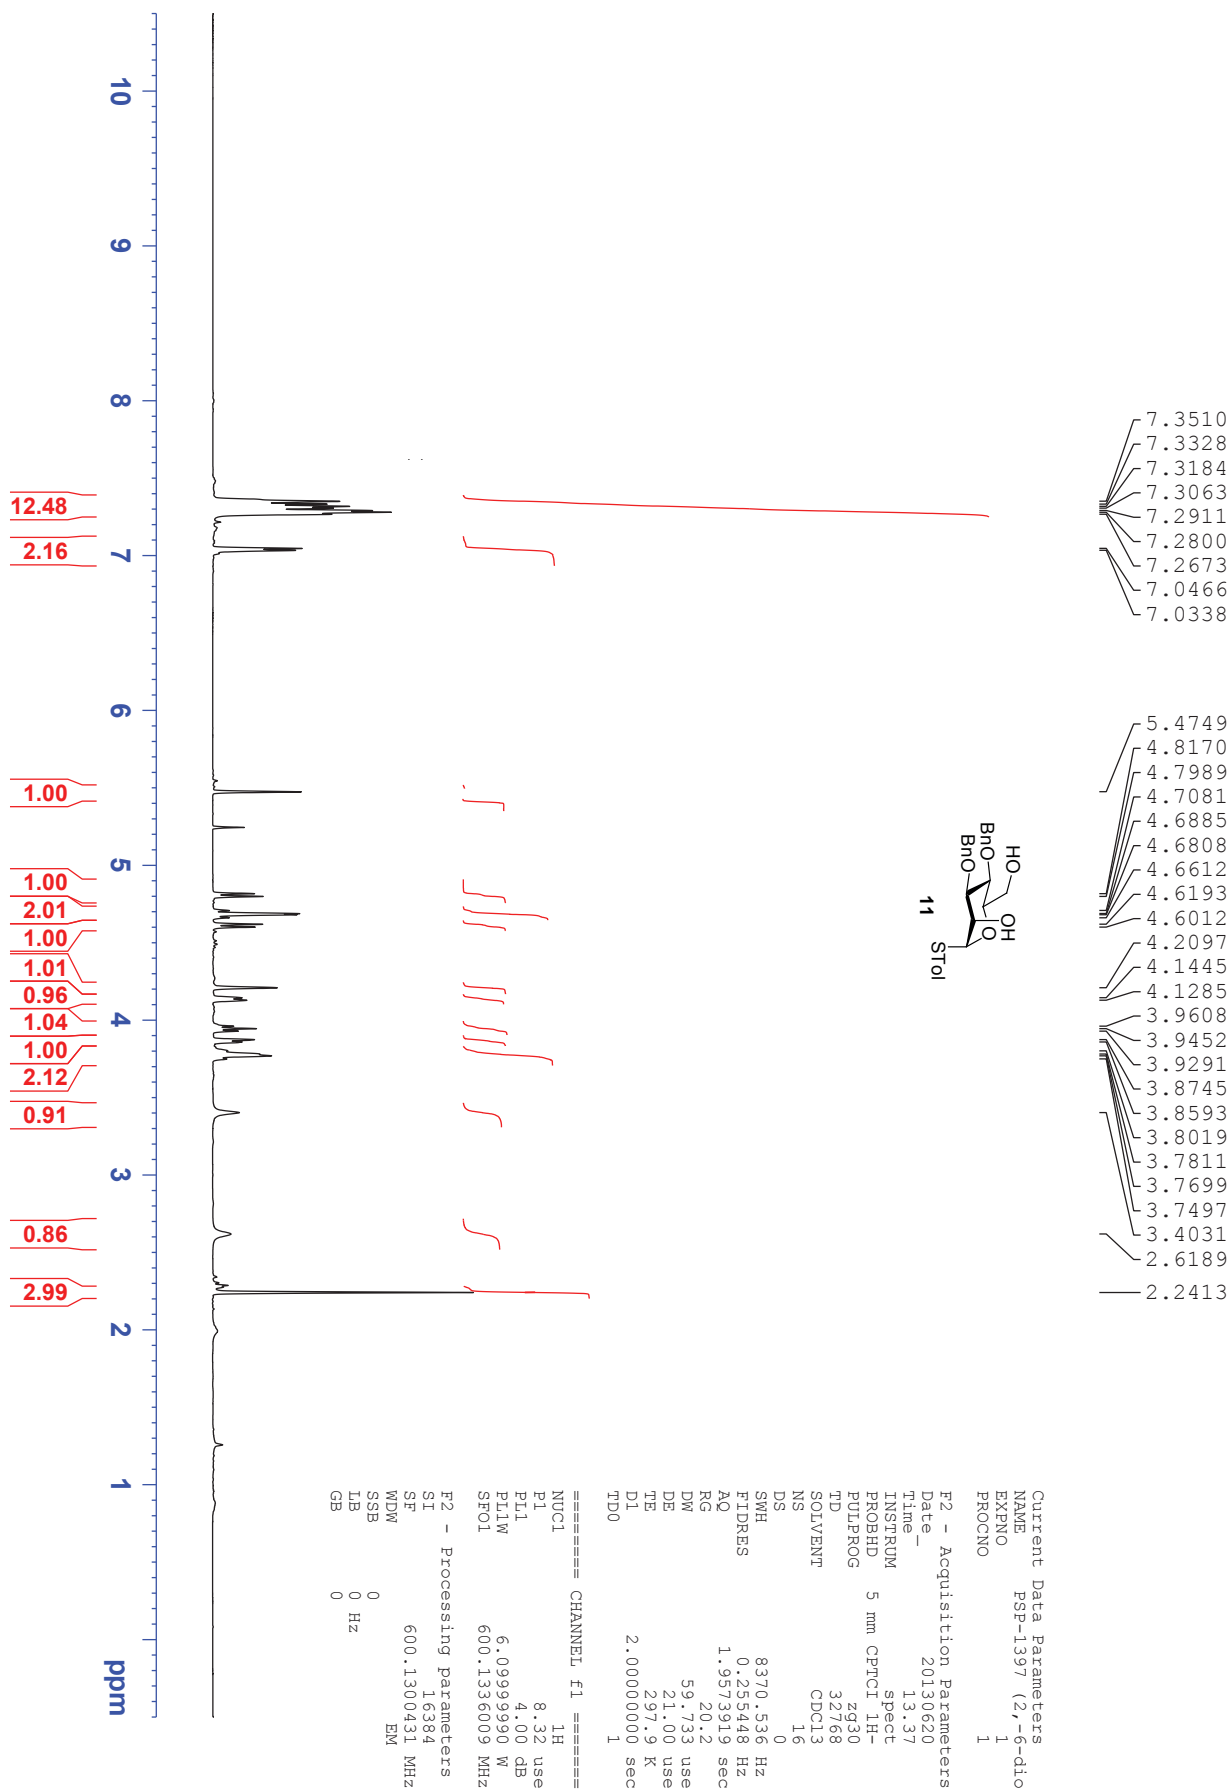 7.3510
7.3328
7.3184
7.3063
7.2911
7.2800
7.2673
7.0466
7.0338
5.4749
4.8170
4.7989
4.7081
4.6885
4.6808
4.6612
4.6193
4.6012
4.2097
4.1445
4.1285
3.9608
3.9452
3.9291
3.8745
3.8593
3.8019
3.7811
3.7699
3.7497
3.4031
2.6189
2.2413
HO
OH
BnO
O
BnO
STol
11
Current Data Parameters
NAME PSP-1397 (2,-6-dio
EXPNO 1
PROCNO 1
F2 - Acquisition Parameters
Date_ 20130620
Time 13.37
INSTRUM spect
PROBHD 5 mm CPTCI 1H-
PULPROG zg30
TD 32768
SOLVENT CDCl3
NS 16
DS 0
SWH 8370.536 Hz
FIDRES 0.255448 Hz
AQ 1.9573919 sec
RG 20.2
DW 59.733 use
DE 21.00 use
TE 297.9 K
D1 2.00000000 sec
TD0 1
======== CHANNEL f1 ========
NUC1 1H
P1 8.32 use
PL1 4.00 dB
PL1W 6.09999990 W
SFO1 600.1336009 MHz
F2 - Processing parameters
SI 16384
SF 600.1300431 MHz
WDW EM
SSB 0
LB 0 Hz
GB 0
10 9 8 7 6 5 4 3 2 1 ppm
12.48
2.16
1.00
1.00
2.01
1.00
1.01
0.96
1.04
1.00
2.12
0.91
0.86
2.99